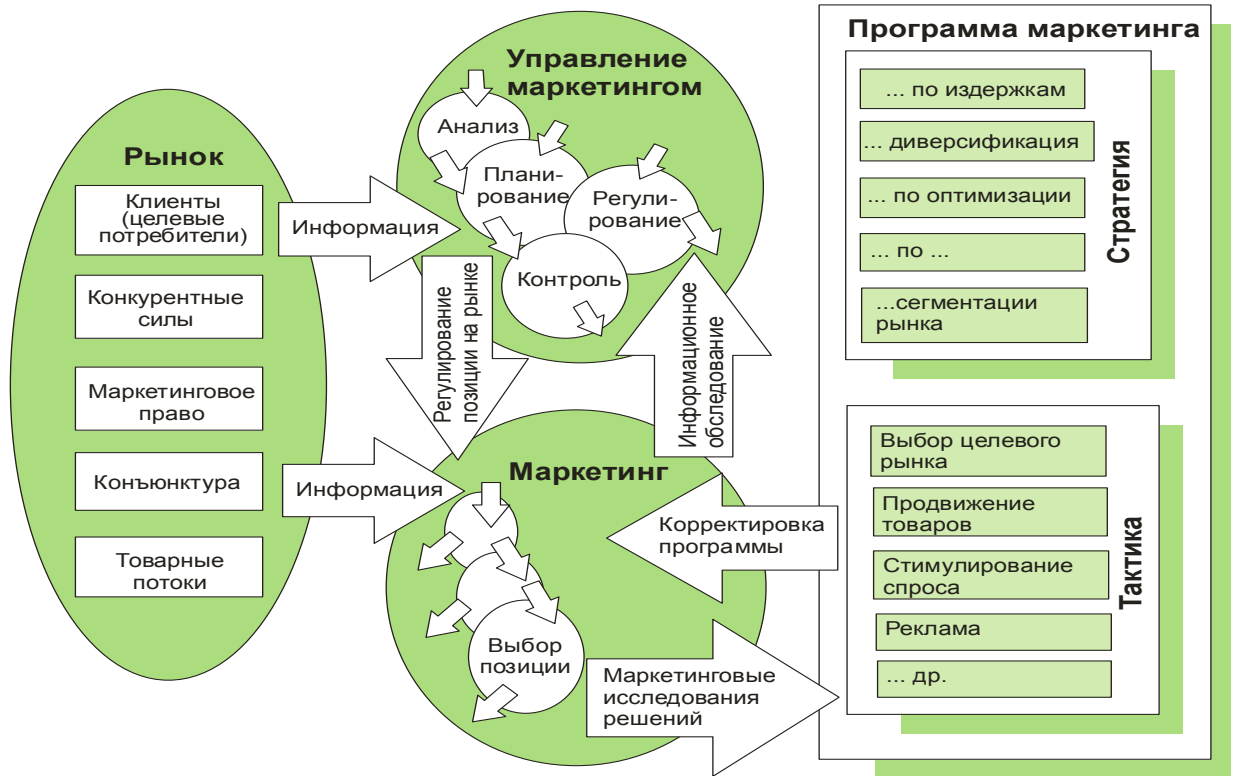 Рынок
Клиенты
(целевые
потребители)
Конкурентные
силы
Маркетинговое
право
Конъюнктура
Товарные
потоки
Информация
Информация
Управление
маркетингом
Анализ
Плани-
рование
Регули-
рование
Контроль
Регулирование
позиции на рынке
Информационное
обследование
Маркетинг
Выбор
позиции
Корректировка
программы
Маркетинговые
исследования
решений
Программа маркетинга
... по издержкам
... диверсификация
... по оптимизации
... по ...
...сегментации
рынка
Стратегия
Выбор целевого
рынка
Продвижение
товаров
Стимулирование
спроса
Реклама
... др.
Тактика